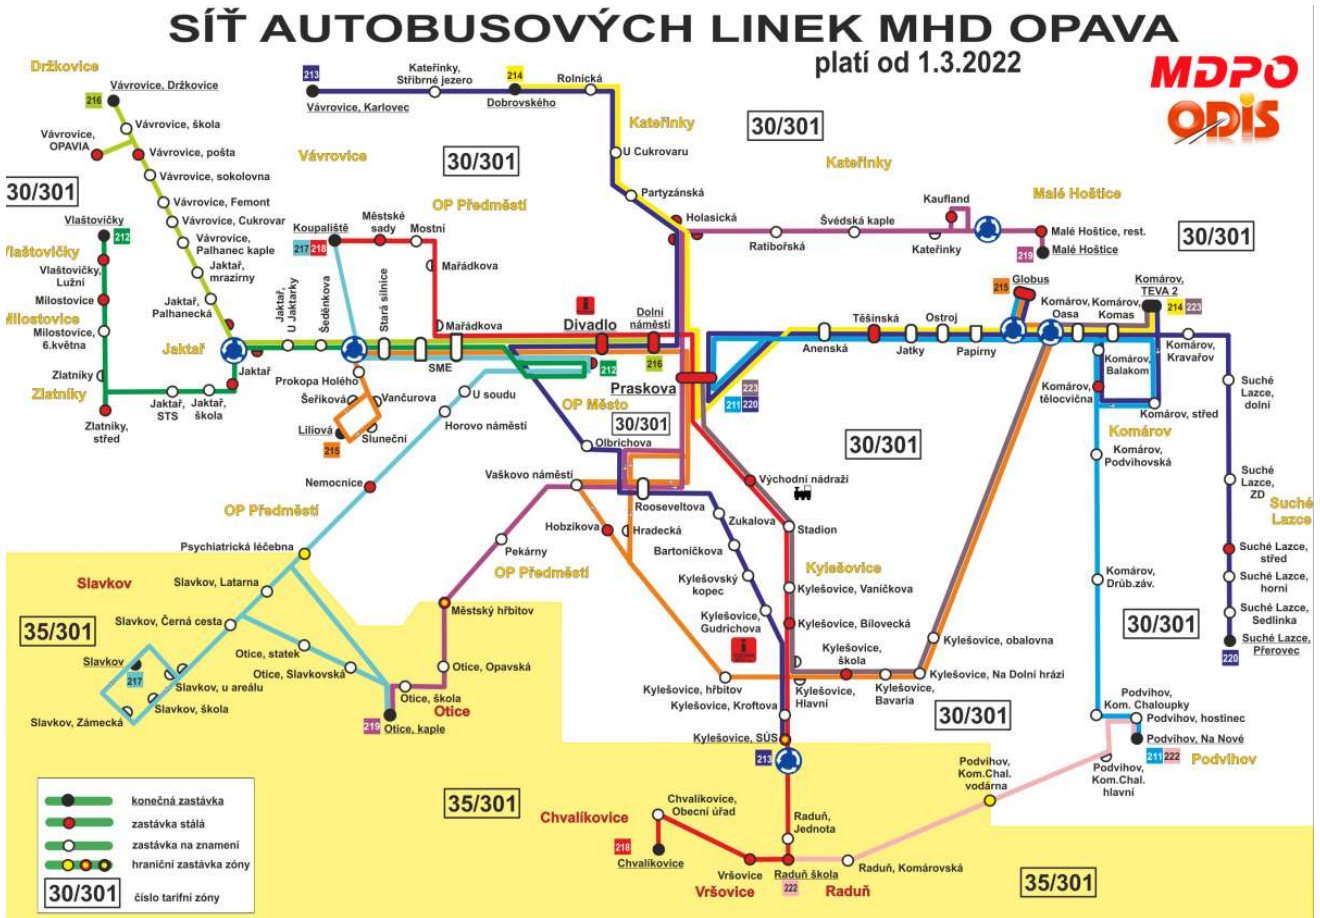 SÍŤ AUTOBUSOVÝCH LINEK MHD OPAVA
platí od 1.3.2022
MDPO
ODIS
Držkovice
216
Vávrovice, Držkovice
Vávrovice, škola
Vávrovice,
OPAVIA
Vávrovice, pošta
Vávrovice, sokolovna
Vávrovice, Femont
Vávrovice, Cukrovar
Vávrovice,
Palhanec kaple
Jaktař,
mrazírny
Jaktař,
Palhanecká
30/301
Vlaštovičky
212
Vlaštovičky
Vlaštovičky,
Lužní
Milostovice
Milostovice
Milostovice,
6.května
Zlatníky
Zlatníky
Zlatníky,
střed
Jaktař,
STS
Jaktař,
škola
Jaktař
Jaktař
Jaktař,
U Jaktarky
Šeděnkova
Stará silnice
213
Vávrovice, Karlovec
Kateřinky,
Stříbrné jezero
214
Dobrovského
Rolnická
Vávrovice
30/301
Kateřinky
U Cukrovaru
Partyzánská
30/301
Kateřinky
OP Předměstí
Koupaliště
217 218
Městské
sady
Mostní
Mařádkova
Mařádkova
SME
Divadlo
Dolní
náměstí
216
212
Praskova
223
211 220
Holasická
Ratibořská
Švédská kaple
Kaufland
Kateřinky
Malé Hoštice
Malé Hoštice, rest.
219
Malé Hoštice
30/301
215
Globus
Komárov,
TEVA 2
214 223
Komárov,
Oasa
Komárov,
Komas
Komárov,
Kravařov
Anenská
Těšínská
Jatky
Ostroj
Papírny
Komárov,
Balakom
Komárov,
tělocvična
Komárov, střed
Komárov
Komárov,
Podvihovská
Komárov,
Drůb.záv.
Suché
Lazce,
dolní
Suché
Lazce,
ZD
Suché
Lazce
Suché Lazce,
střed
Suché Lazce,
horní
Suché Lazce,
Sedlinka
Suché Lazce,
Přerovec
220
30/301
30/301
Prokopa Holého
Šeříková
Vančurova
Liliová
Sluneční
215
U soudu
Horovo náměstí
Nemocnice
OP Město
30/301
Olbrichova
Vaškovo náměstí
Rooseveltova
Hobzíkova
Hradecká
Zukalova
Bartoníčkova
Kylešovský
kopec
Kylešovice,
Gudrichova
Pekárny
OP Předměstí
OP Předměstí
Východní nádraží
Stadion
Kylešovice
Kylešovice, Vaníčkova
Kylešovice, Bílovecká
Kylešovice,
škola
Kylešovice, obalovna
Kylešovice, Na Dolní hrázi
Kylešovice,
Bavaria
Kylešovice,
Hlavní
Kylešovice, hřbitov
Kylešovice, Kroftova
Kylešovice, SÚS
213
30/301
Psychiatrická léčebna
Slavkov
Slavkov, Latarna
Slavkov, Černá cesta
35/301
Slavkov
217
Slavkov, u areálu
Slavkov, škola
Slavkov, Zámecká
Otice, statek
Otice, Slavkovská
Městský hřbitov
Otice, Opavská
Otice, škola
Otice
219
Otice, kaple
Podvihov,
Kom. Chaloupky
Podvihov, hostinec
Podvihov, Na Nové
211 222
Podvihov
Podvihov,
Kom.Chal.
hlavní
Podvihov,
Kom.Chal.
vodárna
35/301
Chvalíkovice
Chvalíkovice,
Obecní úřad
218
Chvalíkovice
Vršovice
Vršovice
Raduň,
Jednota
Raduň škola
222
Raduň, Komárovská
Raduň
35/301
konečná zastávka
zastávka stálá
zastávka na znamení
hraniční zastávka zóny
30/301
číslo tarifní zóny